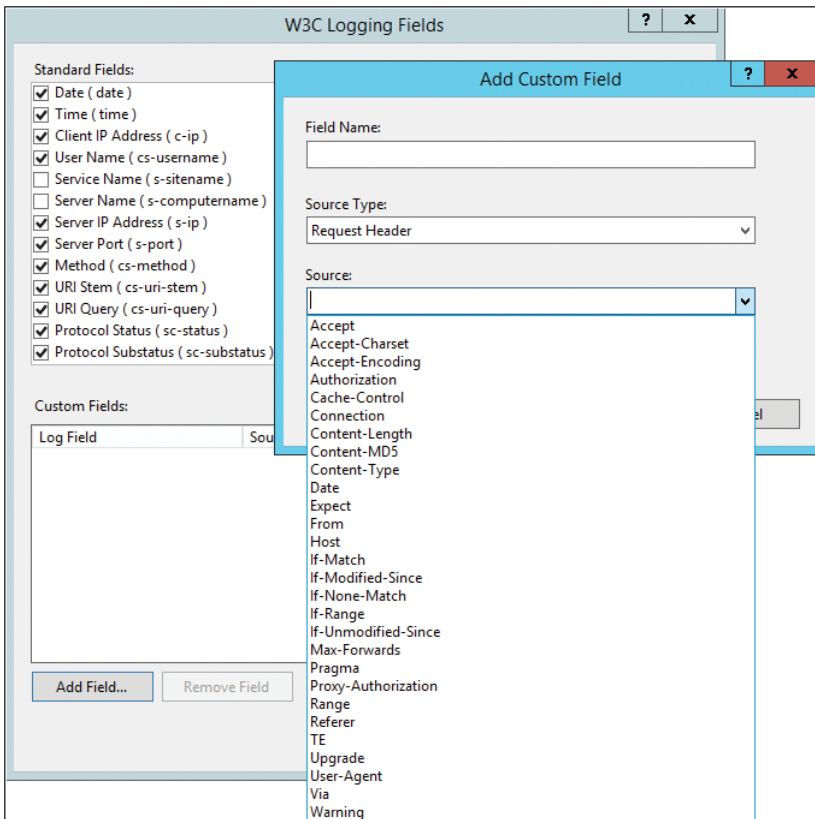 W3C Logging Fields
? x
Standard Fields:
Date ( date )
Time ( time )
Client IP Address ( c-ip )
User Name ( cs-username )
Service Name ( s-sitename )
Server Name ( s-computername )
Server IP Address ( s-ip )
Server Port ( s-port )
Method ( cs-method )
URI Stem ( cs-uri-stem )
URI Query ( cs-uri-query )
Protocol Status ( sc-status )
Protocol Substatus ( sc-substatus )
Custom Fields:
Log Field
Sou
Add Field...
Remove Field
Add Custom Field
? x
Field Name:
Source Type:
Request Header
Source:
Accept
Accept-Charset
Accept-Encoding
Authorization
Cache-Control
Connection
Content-Length
Content-MD5
Content-Type
Date
Expect
From
Host
If-Match
If-Modified-Since
If-None-Match
If-Range
If-Unmodified-Since
Max-Forwards
Pragma
Proxy-Authorization
Range
Referer
TE
Upgrade
User-Agent
Via
Warning
el